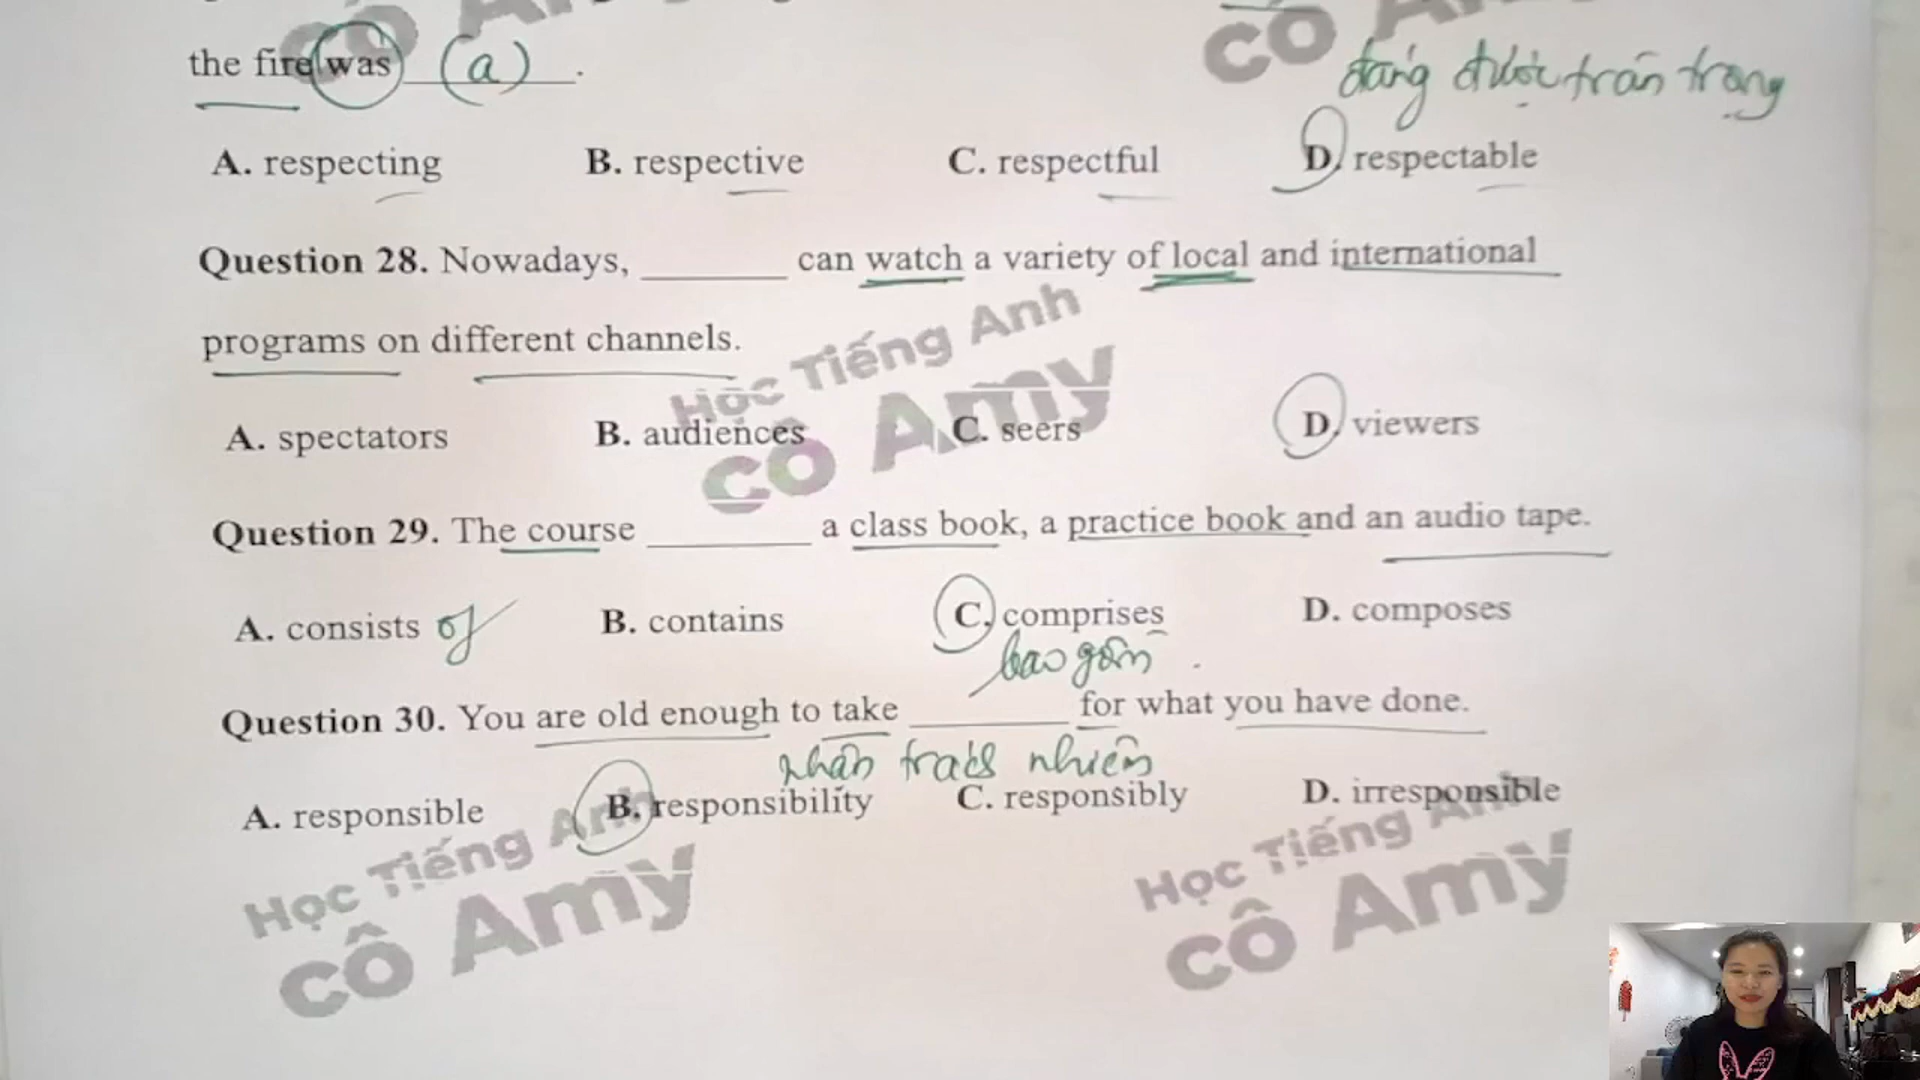 the fire was (a) .
đáng được trân trọng
A. respecting B. respective C. respectful D. respectable
Question 28. Nowadays, ________ can watch a variety of local and international
programs on different channels.
Học Tiếng Anh
cô Amy
A. spectators B. audiences C. seers D. viewers
Question 29. The course _________ a class book, a practice book and an audio tape.
A. consists of B. contains C. comprises D. composes
bao gồm
Question 30. You are old enough to take _________ for what you have done.
nhận trách nhiệm
A. responsible B. responsibility C. responsibly D. irresponsible
Học Tiếng Anh
cô Amy
Học Tiếng Anh
cô Amy